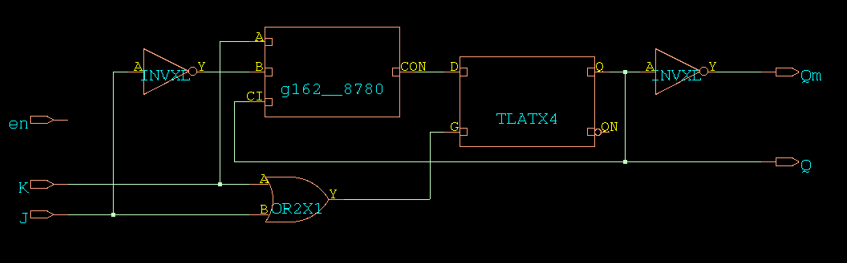 A
A INVXL Y
B
g162__8780
CON
CI
D
Q
G
TLATX4
QN
A INVXL Y
Qm
en
Q
K
A
Y
J
B
OR2X1